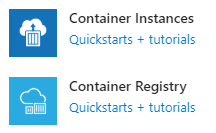 Container Instances
Quickstarts + tutorials
Container Registry
Quickstarts + tutorials